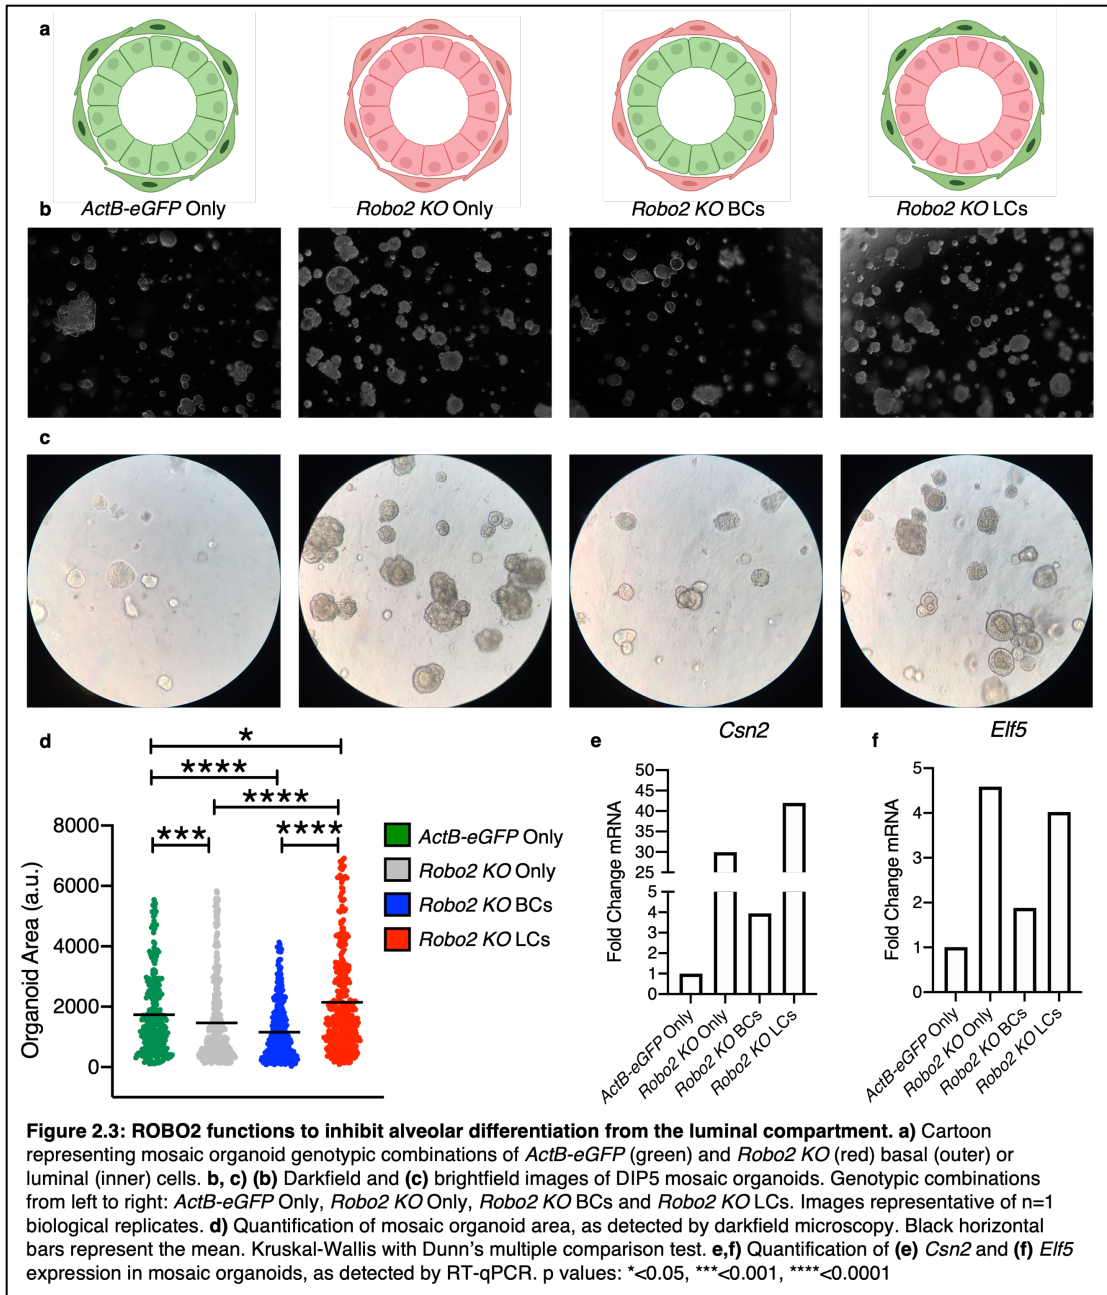 a
ActB-eGFP Only
Robo2 KO Only
Robo2 KO BCs
Robo2 KO LCs
b
c
d
*
****
****
***
****
8000
6000
4000
2000
0
Organoid Area (a.u.)
ActB-eGFP Only
Robo2 KO Only
Robo2 KO BCs
Robo2 KO LCs
e
Csn2
Fold Change mRNA
50
45
40
35
30
25
5
4
3
2
1
0
ActB-eGFP Only
Robo2 KO Only
Robo2 KO BCs
Robo2 KO LCs
f
Elf5
Fold Change mRNA
5
4
3
2
1
0
ActB-eGFP Only
Robo2 KO Only
Robo2 KO BCs
Robo2 KO LCs
Figure 2.3: ROBO2 functions to inhibit alveolar differentiation from the luminal compartment. a) Cartoon
representing mosaic organoid genotypic combinations of ActB-eGFP (green) and Robo2 KO (red) basal (outer) or
luminal (inner) cells. b, c) (b) Darkfield and (c) brightfield images of DIP5 mosaic organoids. Genotypic combinations
from left to right: ActB-eGFP Only, Robo2 KO Only, Robo2 KO BCs and Robo2 KO LCs. Images representative of n=1
biological replicates. d) Quantification of mosaic organoid area, as detected by darkfield microscopy. Black horizontal
bars represent the mean. Kruskal-Wallis with Dunn's multiple comparison test. e,f) Quantification of (e) Csn2 and (f) Elf5
expression in mosaic organoids, as detected by RT-qPCR. p values: *<0.05, ***<0.001, ****<0.0001